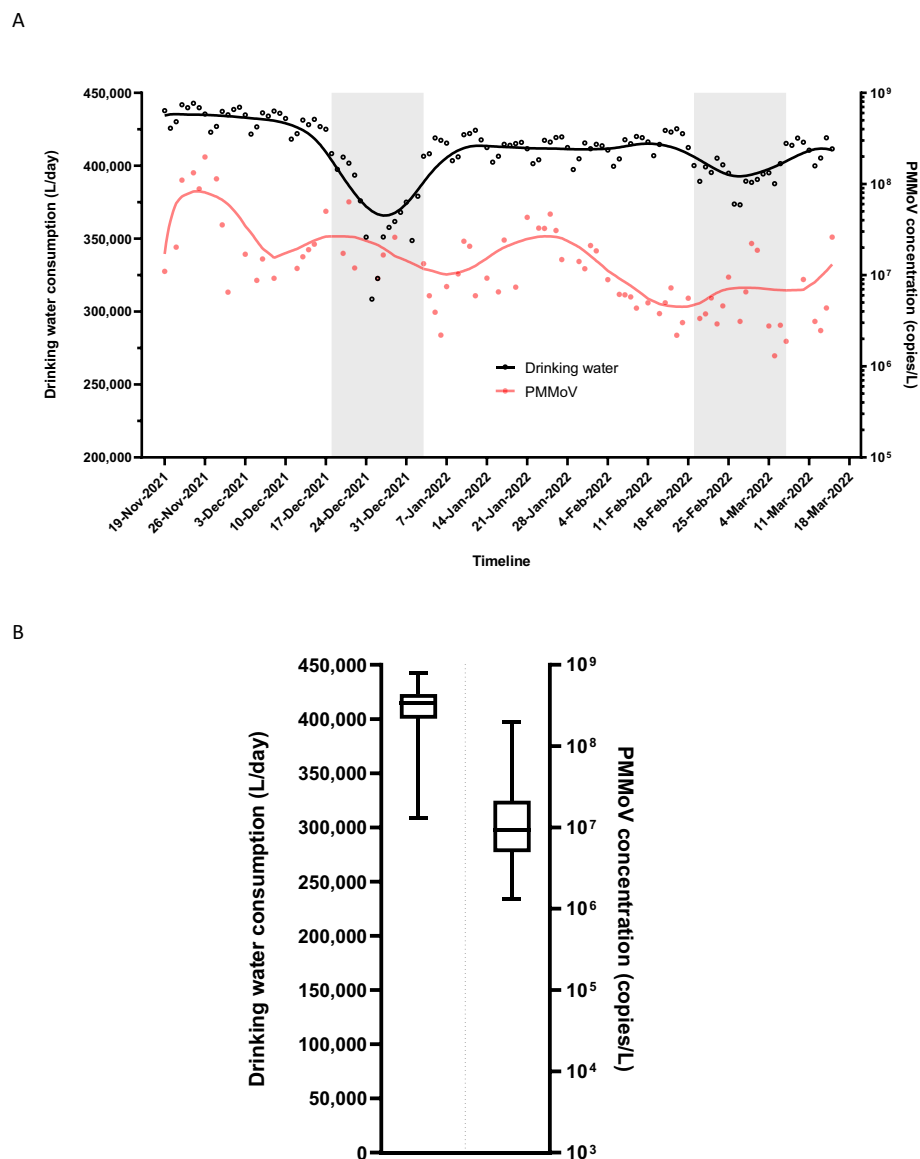 A
Drinking water consumption (L/day)
450,000
400,000
350,000
300,000
250,000
200,000
10⁹
10⁸
10⁷
10⁶
10⁵
PMMoV concentration (copies/L)
Drinking water
PMMoV
19-Nov-2021
26-Nov-2021
3-Dec-2021
10-Dec-2021
17-Dec-2021
24-Dec-2021
31-Dec-2021
7-Jan-2022
14-Jan-2022
21-Jan-2022
28-Jan-2022
4-Feb-2022
11-Feb-2022
18-Feb-2022
25-Feb-2022
4-Mar-2022
11-Mar-2022
18-Mar-2022
Timeline
B
Drinking water consumption (L/day)
450,000
400,000
350,000
300,000
250,000
200,000
150,000
100,000
50,000
0
10⁹
10⁸
10⁷
10⁶
10⁵
10⁴
10³
PMMoV concentration (copies/L)